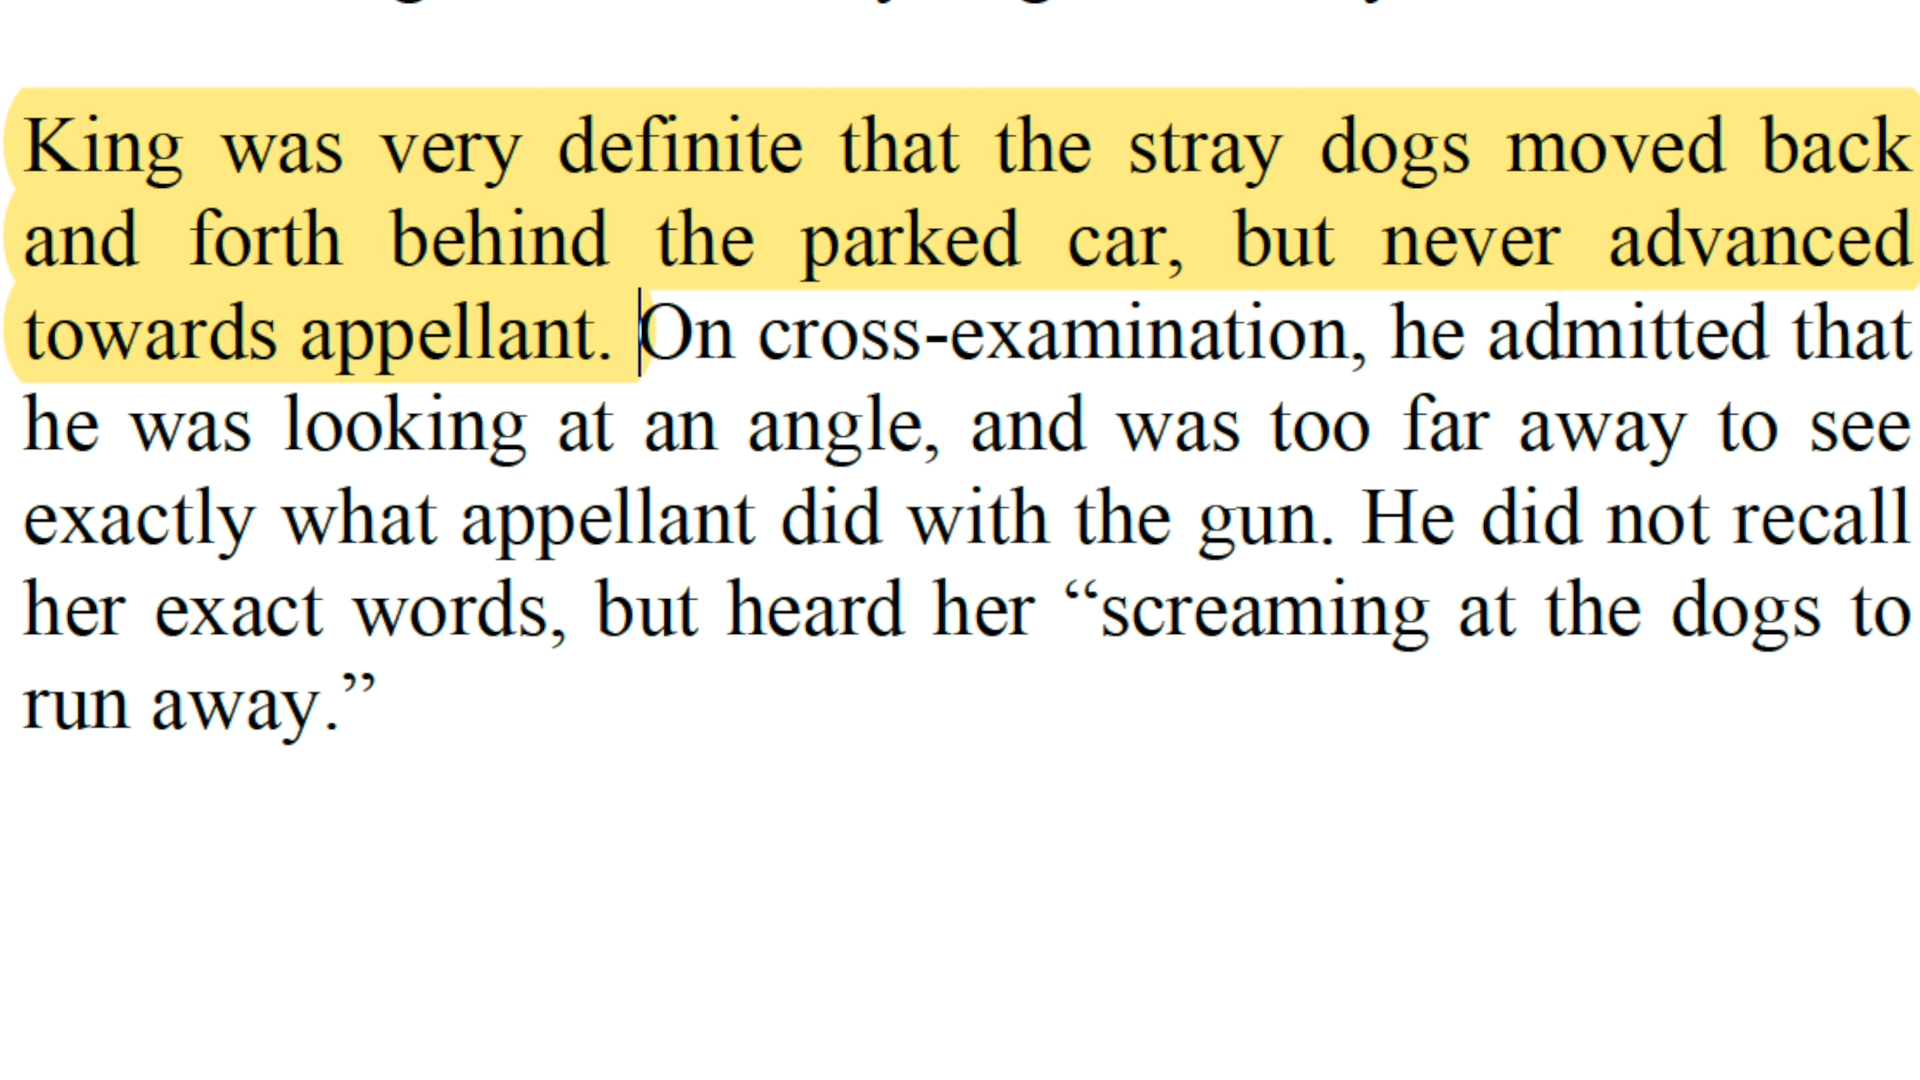 King was very definite that the stray dogs moved back
and forth behind the parked car, but never advanced
towards appellant. On cross-examination, he admitted that
he was looking at an angle, and was too far away to see
exactly what appellant did with the gun. He did not recall
her exact words, but heard her “screaming at the dogs to
run away.”